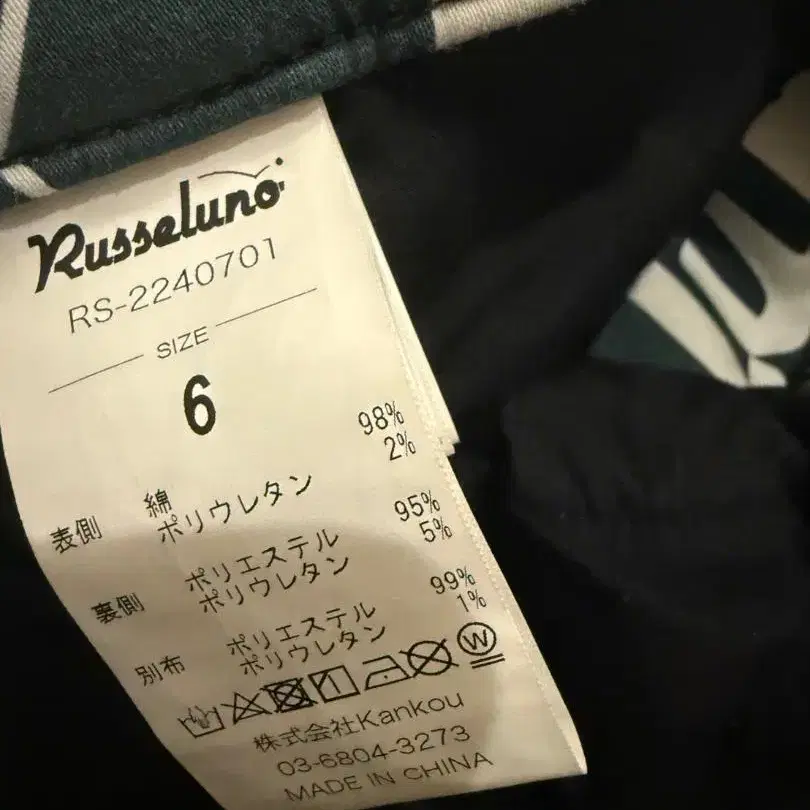 Russeluno
RS-2240701
SIZE
6
表側 綿 98%
ポリウレタン 2%
裏側 ポリエステル 95%
ポリウレタン 5%
別布 ポリエステル 99%
ポリウレタン 1%
W
株式会社Kankou
03-6804-3273
MADE IN CHINA